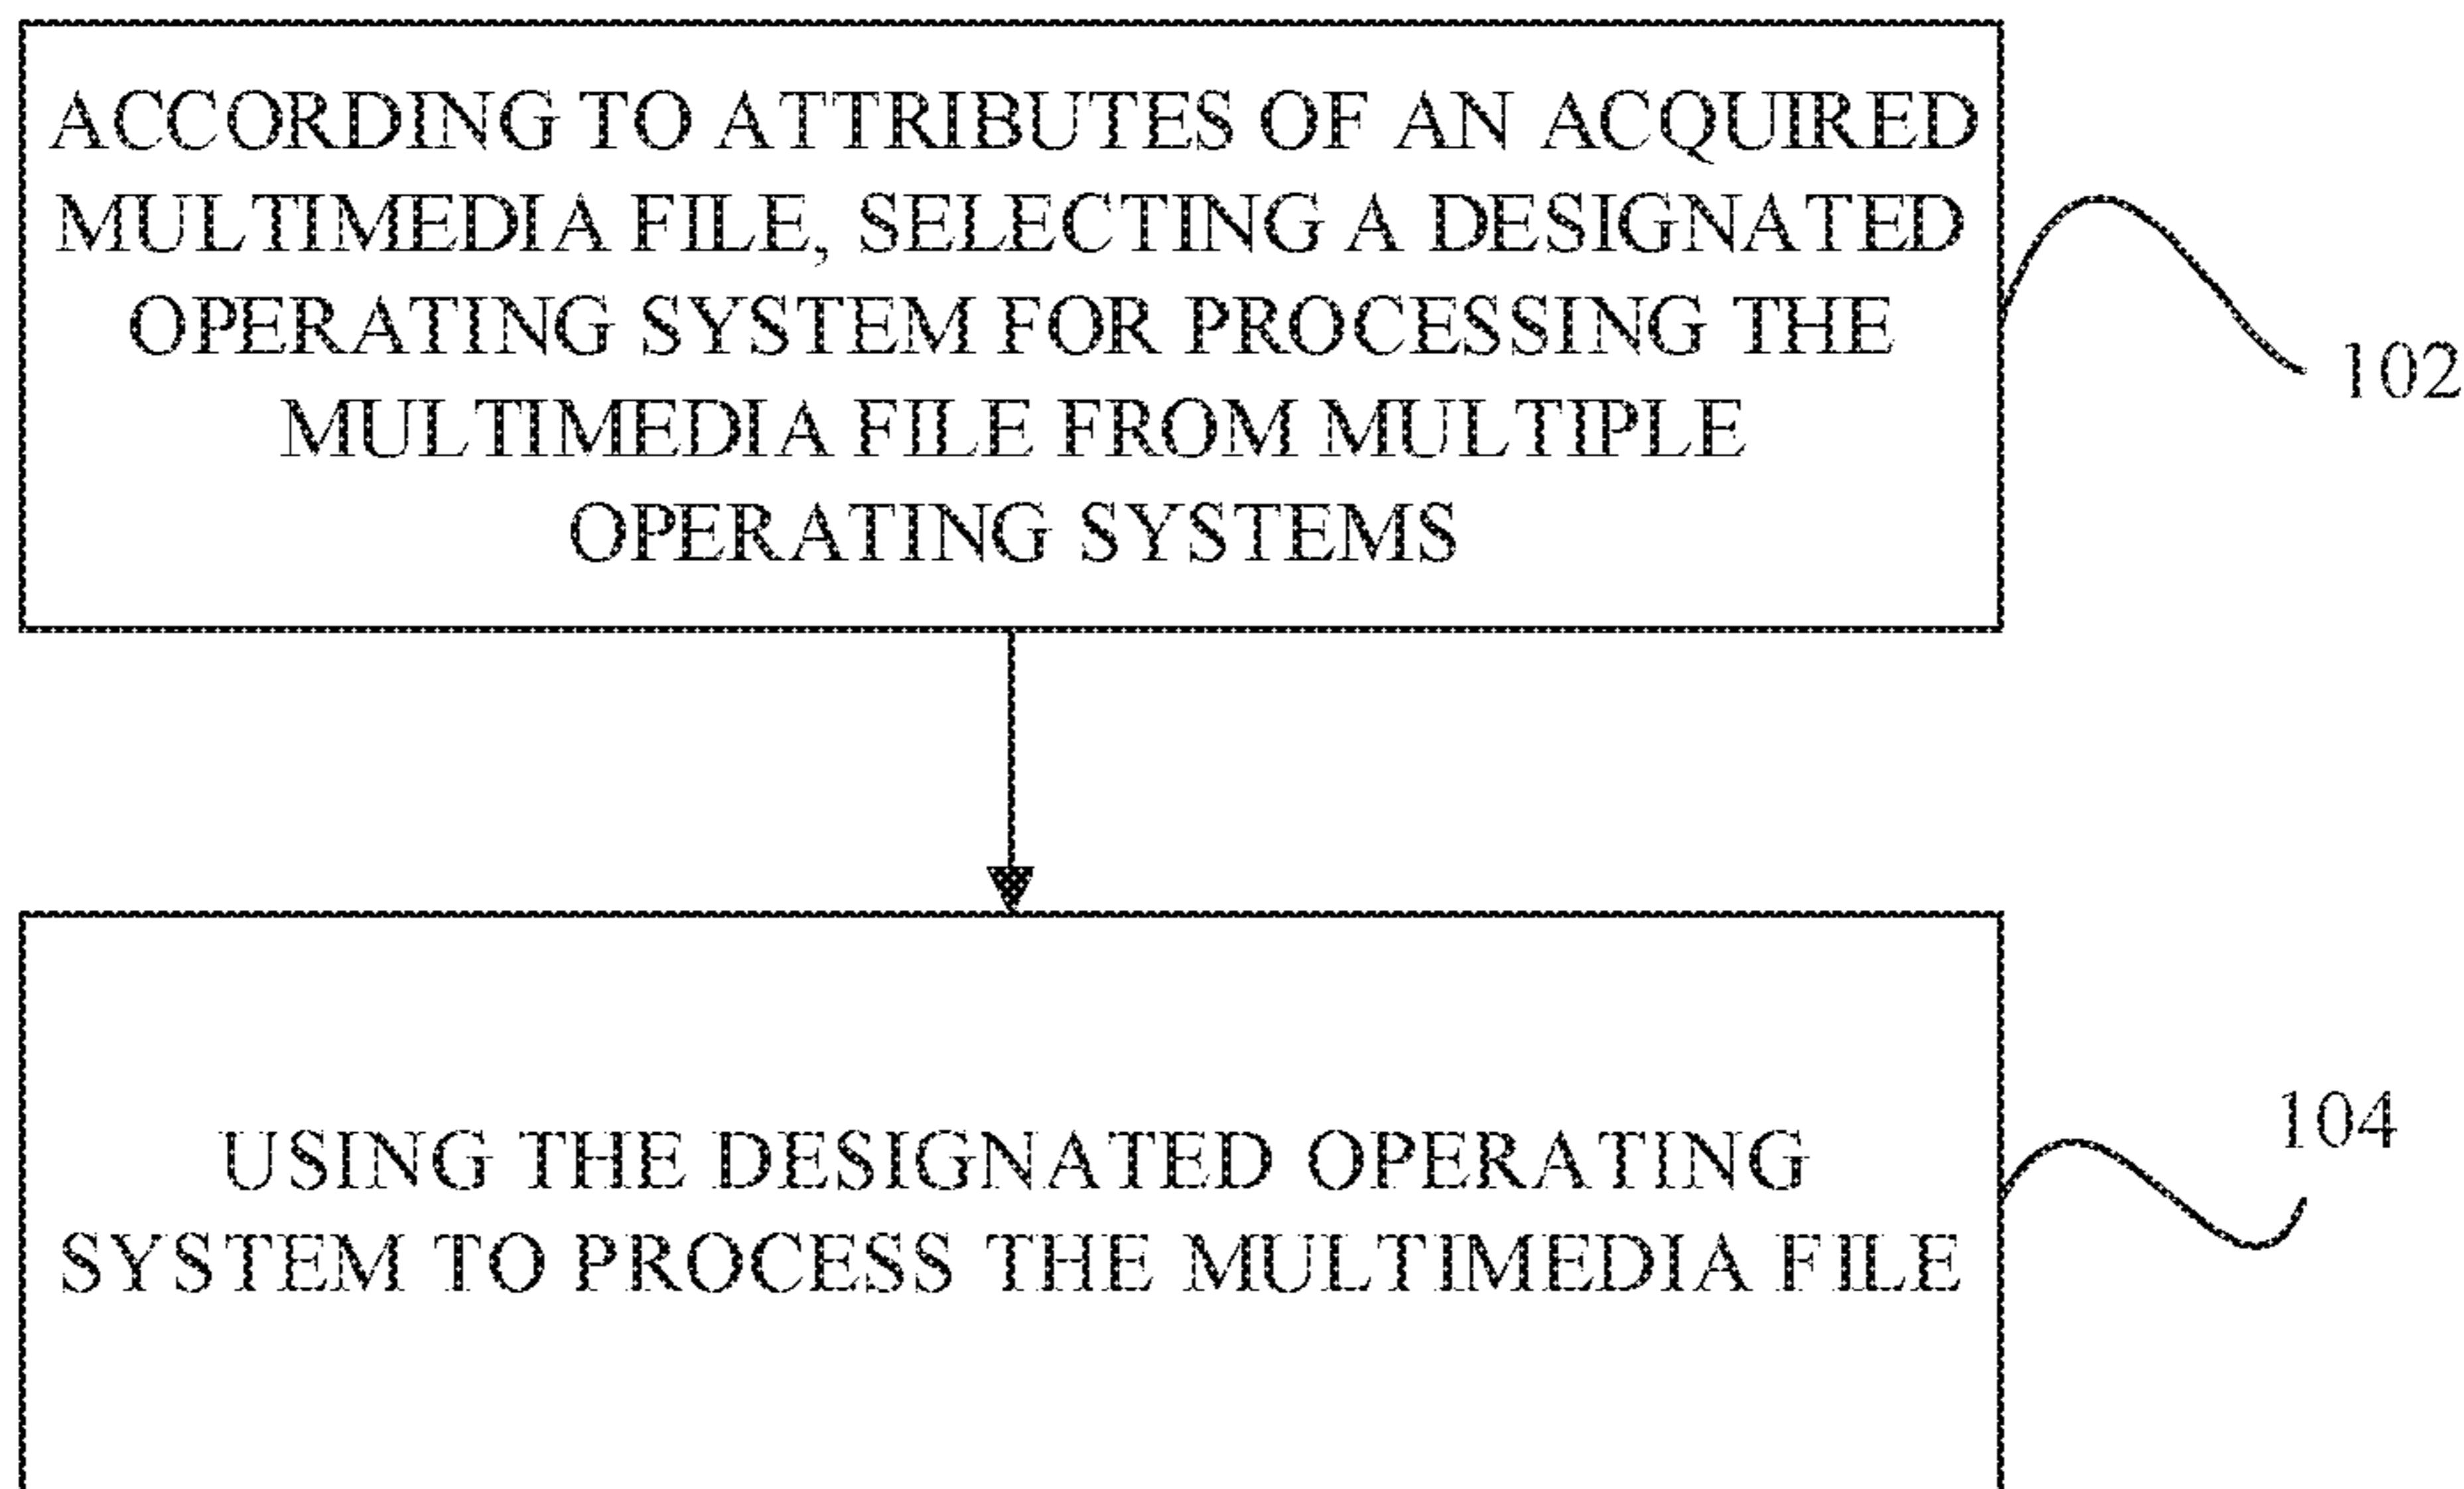 ACCORDING TO ATTRIBUTES OF AN ACQUIRED
MULTIMEDIA FILE, SELECTING A DESIGNATED
OPERATING SYSTEM FOR PROCESSING THE
MULTIMEDIA FILE FROM MULTIPLE
OPERATING SYSTEMS
102
USING THE DESIGNATED OPERATING
SYSTEM TO PROCESS THE MULTIMEDIA FILE
104